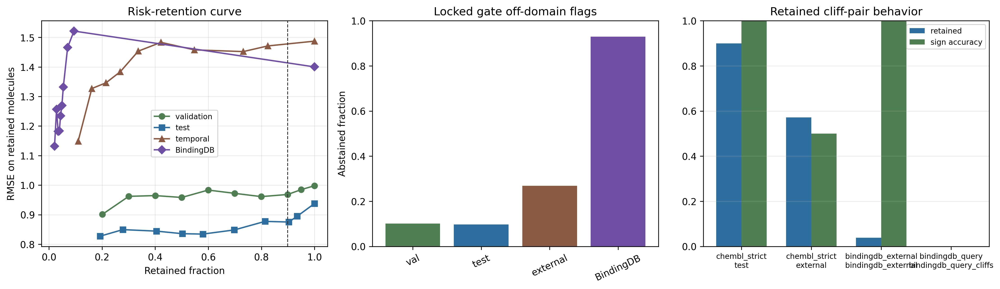 Risk-retention curve
RMSE on retained molecules
1.5
1.4
1.3
1.2
1.1
1.0
0.9
0.8
validation
test
temporal
BindingDB
0.0 0.2 0.4 0.6 0.8 1.0
Retained fraction
Locked gate off-domain flags
Abstained fraction
1.0
0.8
0.6
0.4
0.2
0.0
val test external BindingDB
Retained cliff-pair behavior
1.0
0.8
0.6
0.4
0.2
0.0
retained
sign accuracy
chembl_strict
test
chembl_strict
external
bindingdb_external
bindingdb_external
bindingdb_query
bindingdb_query_cliffs